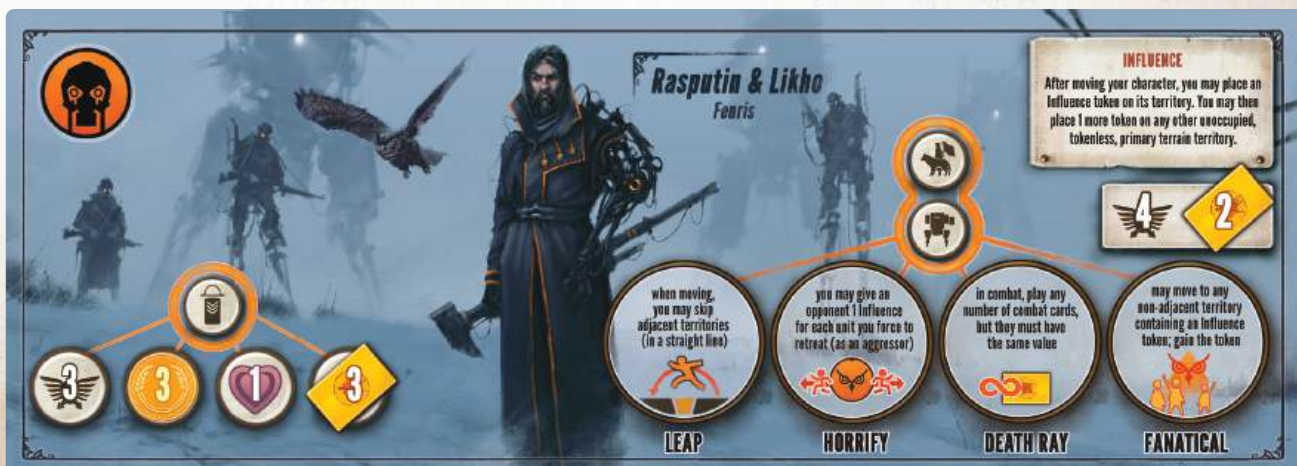 Rasputin & Likho
Fenris
INFLUENCE
After moving your character, you may place an
Influence token on its territory. You may then
place 1 more token on any other unoccupied,
tokenless, primary terrain territory.
4
2
3
3
1
3
when moving,
you may skip
adjacent territories
(in a straight line)
LEAP
you may give an
opponent 1 Influence
for each unit you force to
retreat (as an aggressor)
HORRIFY
in combat, play any
number of combat cards,
but they must have
the same value
DEATH RAY
may move to any
non-adjacent territory
containing an Influence
token; gain the token
FANATICAL